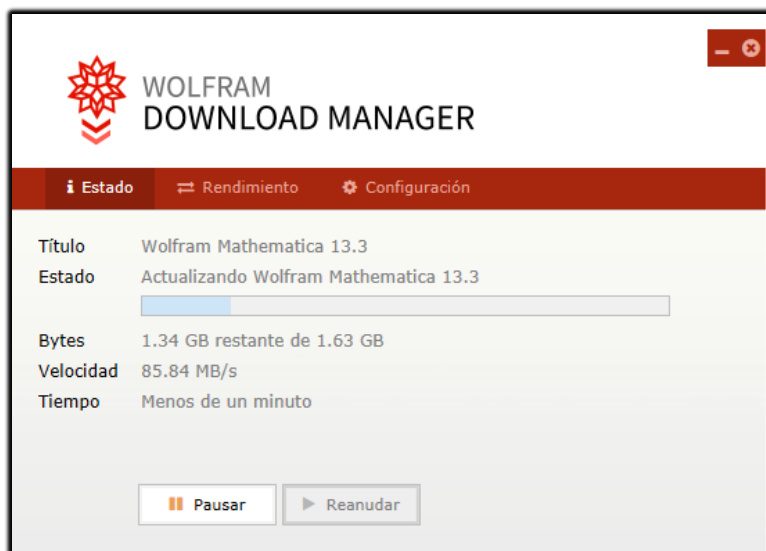 WOLFRAM
DOWNLOAD MANAGER
Estado Rendimiento Configuración
Título Wolfram Mathematica 13.3
Estado Actualizando Wolfram Mathematica 13.3
Bytes 1.34 GB restante de 1.63 GB
Velocidad 85.84 MB/s
Tiempo Menos de un minuto
Pausar Reanudar